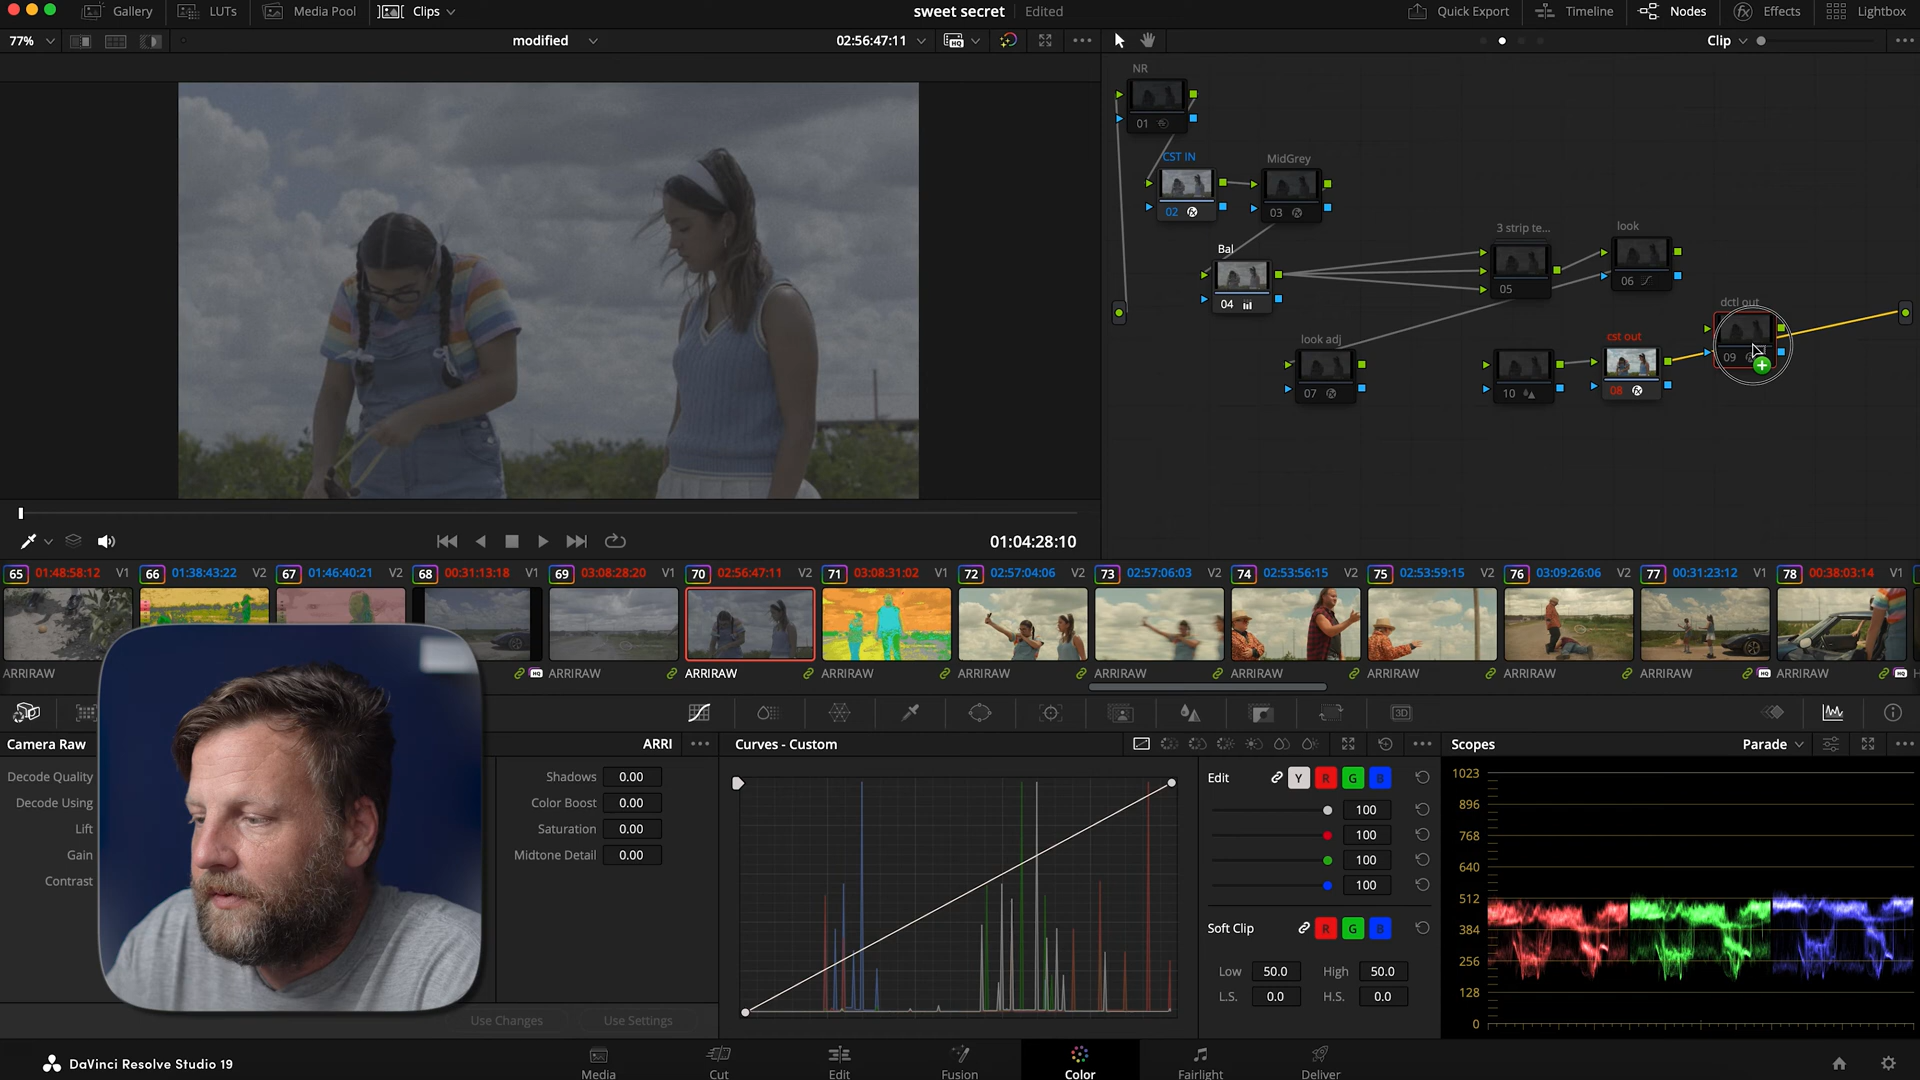 Gallery LUTs Media Pool Clips sweet secret Edited Quick Export Timeline Nodes Effects Lightbox
77% modified 02:56:47:11 Clip
NR
01
CST IN MidGrey
02 03
Bal 3 strip te... look
04 05 06
look adj cst out dctl out
07 10 08 09
01:04:28:10
65 01:48:58:12 V1 66 01:38:43:22 V2 67 01:46:40:21 V2 68 00:31:13:18 V1 69 03:08:28:20 V1 70 02:56:47:11 V2 71 03:08:31:02 V1 72 02:57:04:06 V2 73 02:57:06:03 V2 74 02:53:56:15 V2 75 02:53:59:15 V2 76 03:09:26:06 V2 77 00:31:23:12 V1 78 00:38:03:14 V1
ARRIRAW ARRIRAW ARRIRAW ARRIRAW ARRIRAW ARRIRAW ARRIRAW ARRIRAW ARRIRAW ARRIRAW ARRIRAW
3D
Camera Raw ARRI Curves - Custom Scopes Parade
Decode Quality Shadows 0.00 Edit Y R G B 1023
Decode Using Color Boost 0.00 100 896
Lift Saturation 0.00 100 768
Gain Midtone Detail 0.00 100 640
Contrast 100 512
Soft Clip R G B 384
Low 50.0 High 50.0 256
L.S. 0.0 H.S. 0.0 128
Use Changes Use Settings 0
DaVinci Resolve Studio 19 Media Cut Edit Fusion Color Fairlight Deliver